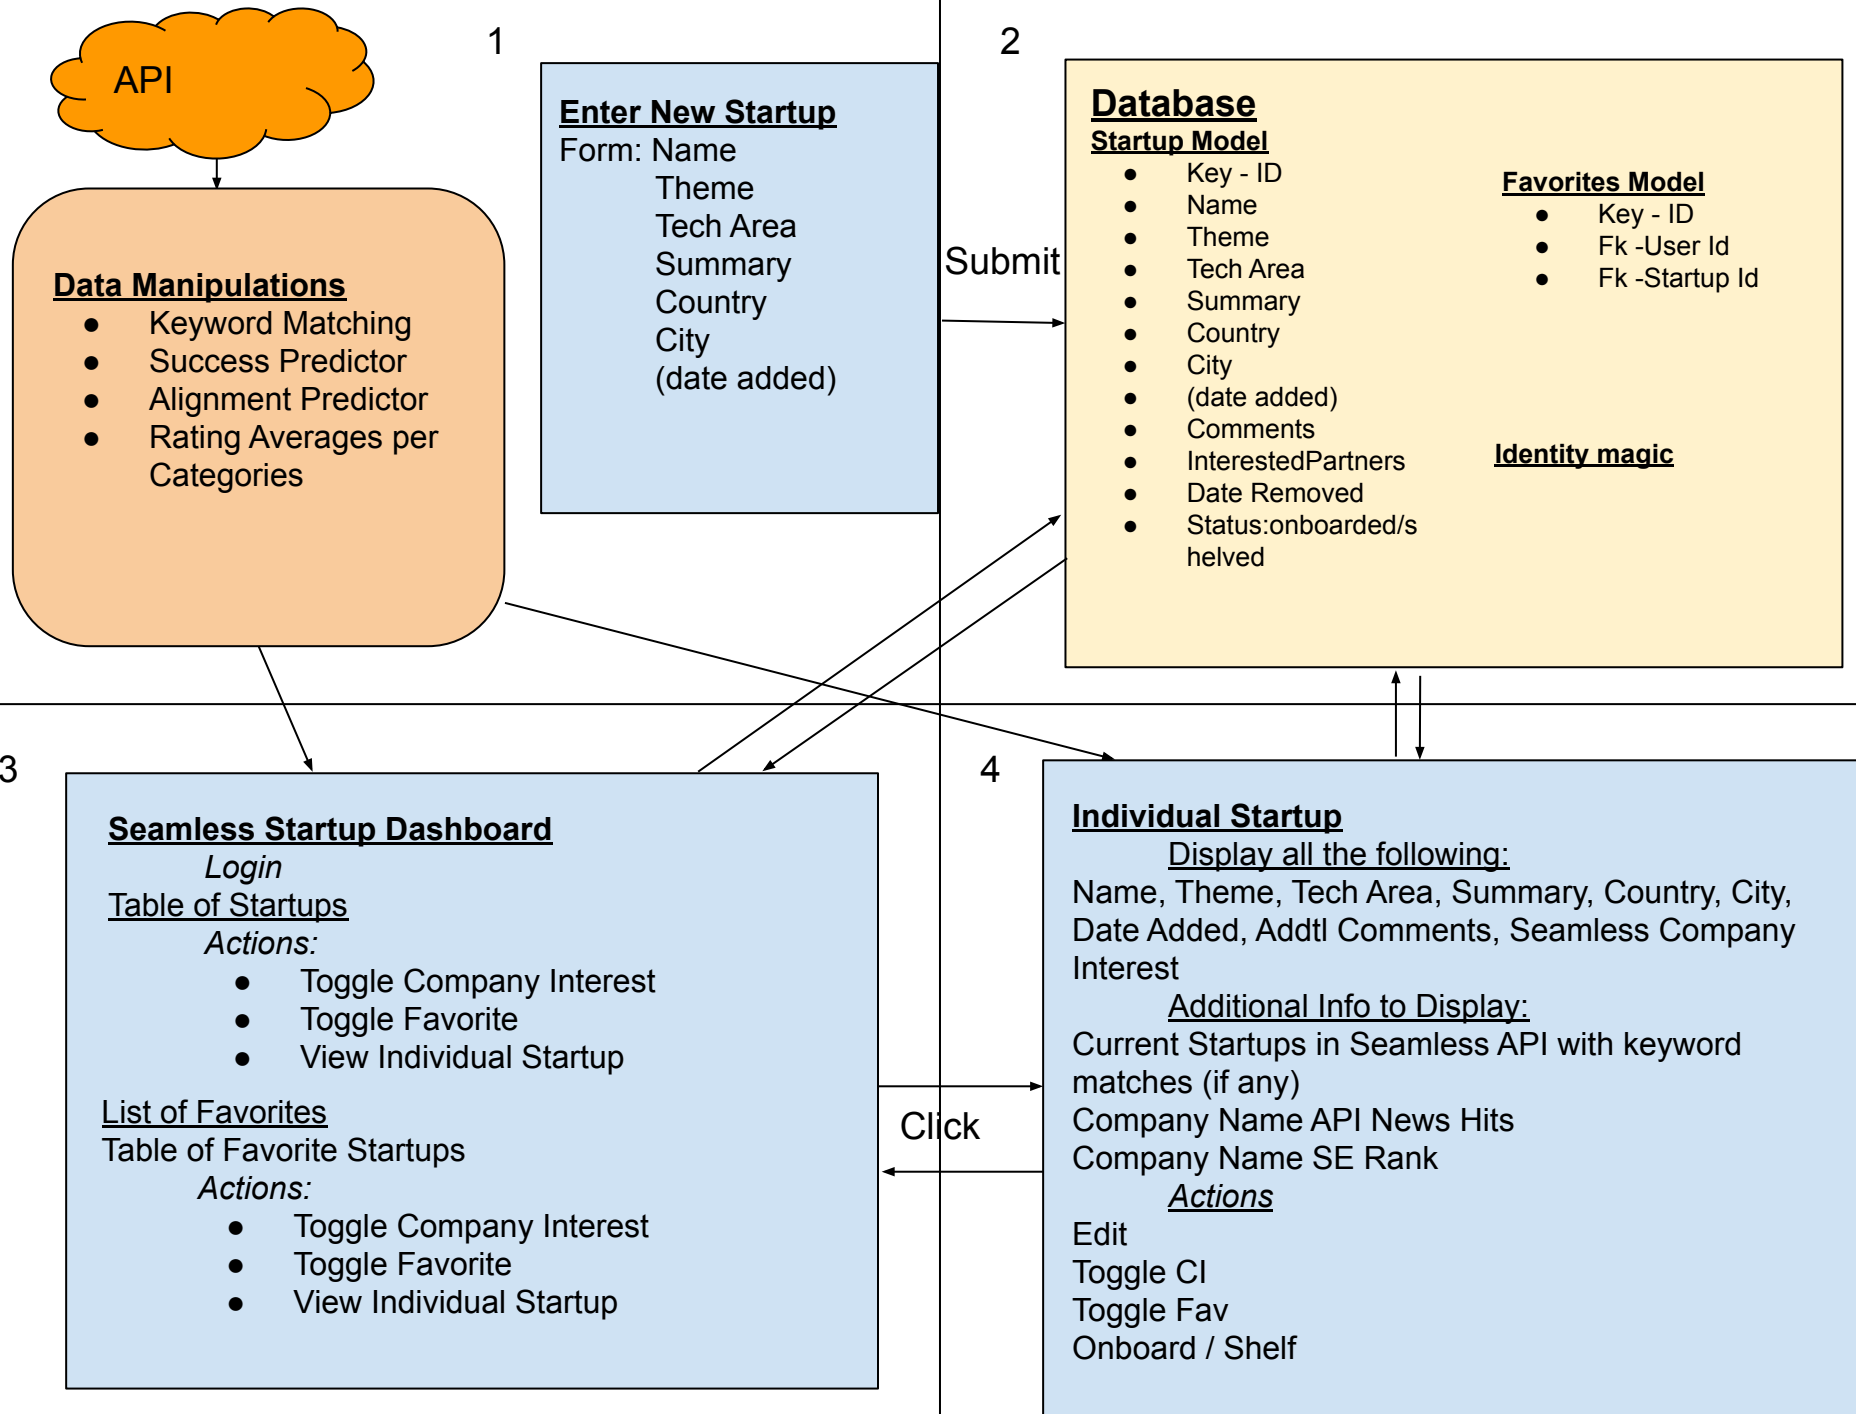 API
Data Manipulations
● Keyword Matching
● Success Predictor
● Alignment Predictor
● Rating Averages per
Categories
1
Enter New Startup
Form: Name
Theme
Tech Area
Summary
Country
City
(date added)
Submit
2
Database
Startup Model
● Key - ID
● Name
● Theme
● Tech Area
● Summary
● Country
● City
● (date added)
● Comments
● InterestedPartners
● Date Removed
● Status:onboarded/s
helved
Favorites Model
● Key - ID
● Fk -User Id
● Fk -Startup Id
Identity magic
3
Seamless Startup Dashboard
Login
Table of Startups
Actions:
● Toggle Company Interest
● Toggle Favorite
● View Individual Startup
List of Favorites
Table of Favorite Startups
Actions:
● Toggle Company Interest
● Toggle Favorite
● View Individual Startup
Click
4
Individual Startup
Display all the following:
Name, Theme, Tech Area, Summary, Country, City,
Date Added, Addtl Comments, Seamless Company
Interest
Additional Info to Display:
Current Startups in Seamless API with keyword
matches (if any)
Company Name API News Hits
Company Name SE Rank
Actions
Edit
Toggle CI
Toggle Fav
Onboard / Shelf